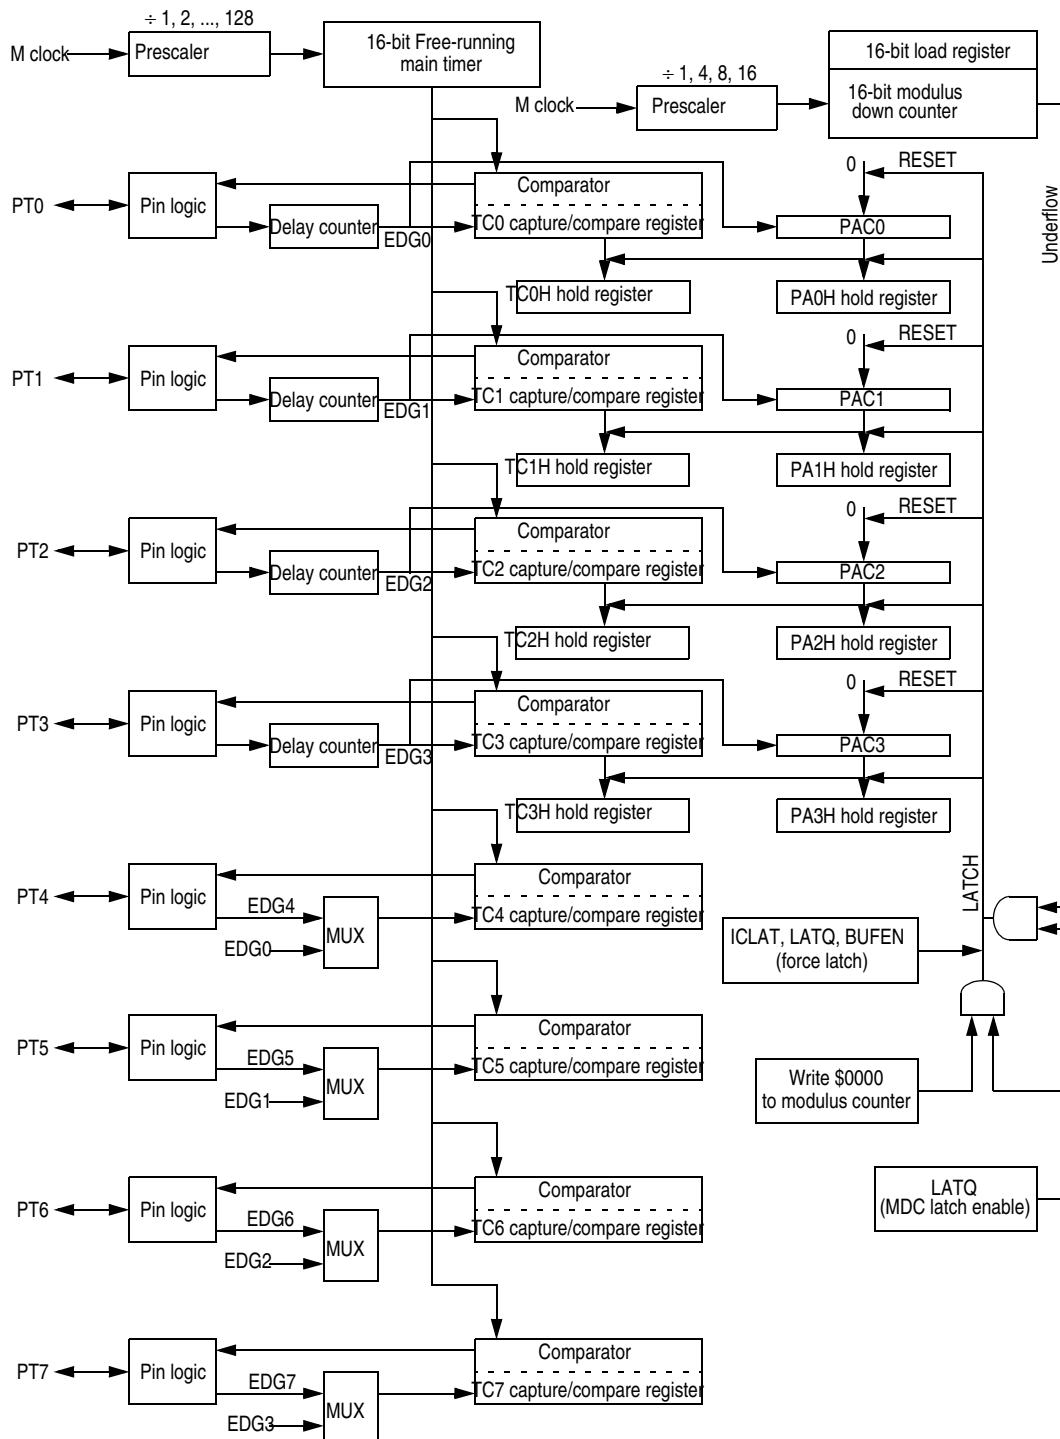 ÷ 1, 2, ..., 128
M clock
Prescaler
16-bit Free-running
main timer
÷ 1, 4, 8, 16
M clock
Prescaler
16-bit load register
16-bit modulus
down counter
Underflow
PT0
Pin logic
Delay counter
EDG0
Comparator
TC0 capture/compare register
TC0H hold register
0
RESET
PAC0
PA0H hold register
PT1
Pin logic
Delay counter
EDG1
Comparator
TC1 capture/compare register
TC1H hold register
0
RESET
PAC1
PA1H hold register
PT2
Pin logic
Delay counter
EDG2
Comparator
TC2 capture/compare register
TC2H hold register
0
RESET
PAC2
PA2H hold register
PT3
Pin logic
Delay counter
EDG3
Comparator
TC3 capture/compare register
TC3H hold register
0
RESET
PAC3
PA3H hold register
PT4
Pin logic
EDG4
EDG0
MUX
Comparator
TC4 capture/compare register
LATCH
ICLAT, LATQ, BUFEN
(force latch)
PT5
Pin logic
EDG5
EDG1
MUX
Comparator
TC5 capture/compare register
Write $0000
to modulus counter
PT6
Pin logic
EDG6
EDG2
MUX
Comparator
TC6 capture/compare register
LATQ
(MDC latch enable)
PT7
Pin logic
EDG7
EDG3
MUX
Comparator
TC7 capture/compare register